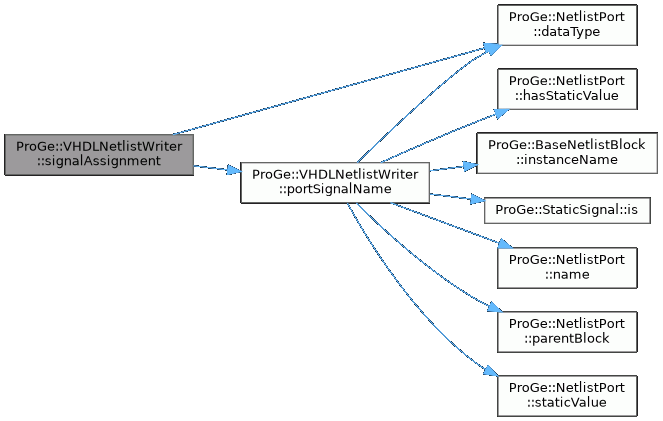 ProGe::NetlistPort
::dataType
ProGe::NetlistPort
::hasStaticValue
ProGe::VHDLNetlistWriter
::signalAssignment
ProGe::BaseNetlistBlock
::instanceName
ProGe::VHDLNetlistWriter
::portSignalName
ProGe::StaticSignal::is
ProGe::NetlistPort
::name
ProGe::NetlistPort
::parentBlock
ProGe::NetlistPort
::staticValue